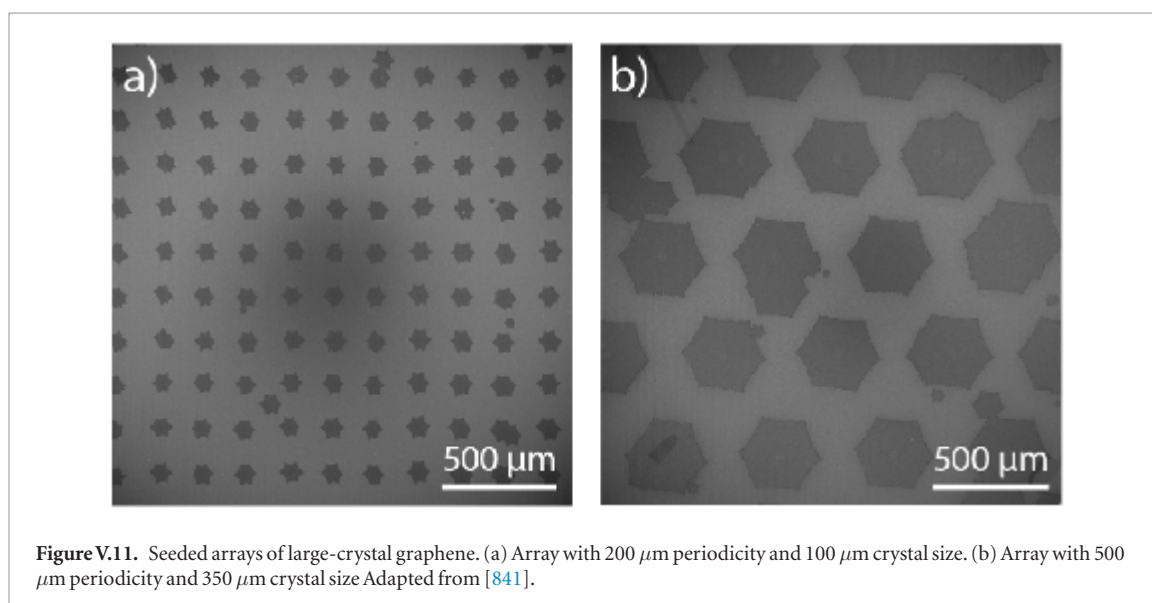 a)
b)
500 μm
500 μm
Figure V.11. Seeded arrays of large-crystal graphene. (a) Array with 200 μm periodicity and 100 μm crystal size. (b) Array with 500
μm periodicity and 350 μm crystal size Adapted from [841].